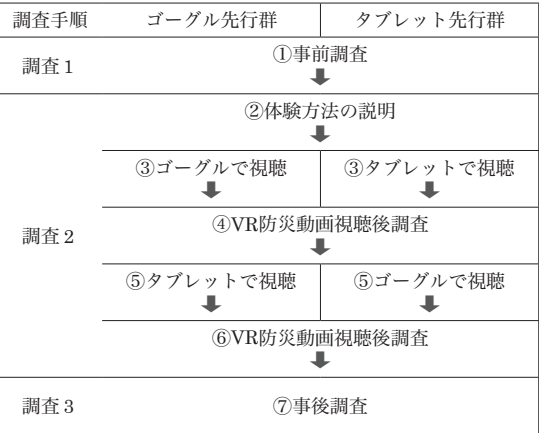 調査手順 ゴーグル先行群 タブレット先行群
調査1 ①事前調査
②体験方法の説明
③ゴーグルで視聴 ③タブレットで視聴
調査2 ④VR防災動画視聴後調査
⑤タブレットで視聴 ⑤ゴーグルで視聴
⑥VR防災動画視聴後調査
調査3 ⑦事後調査